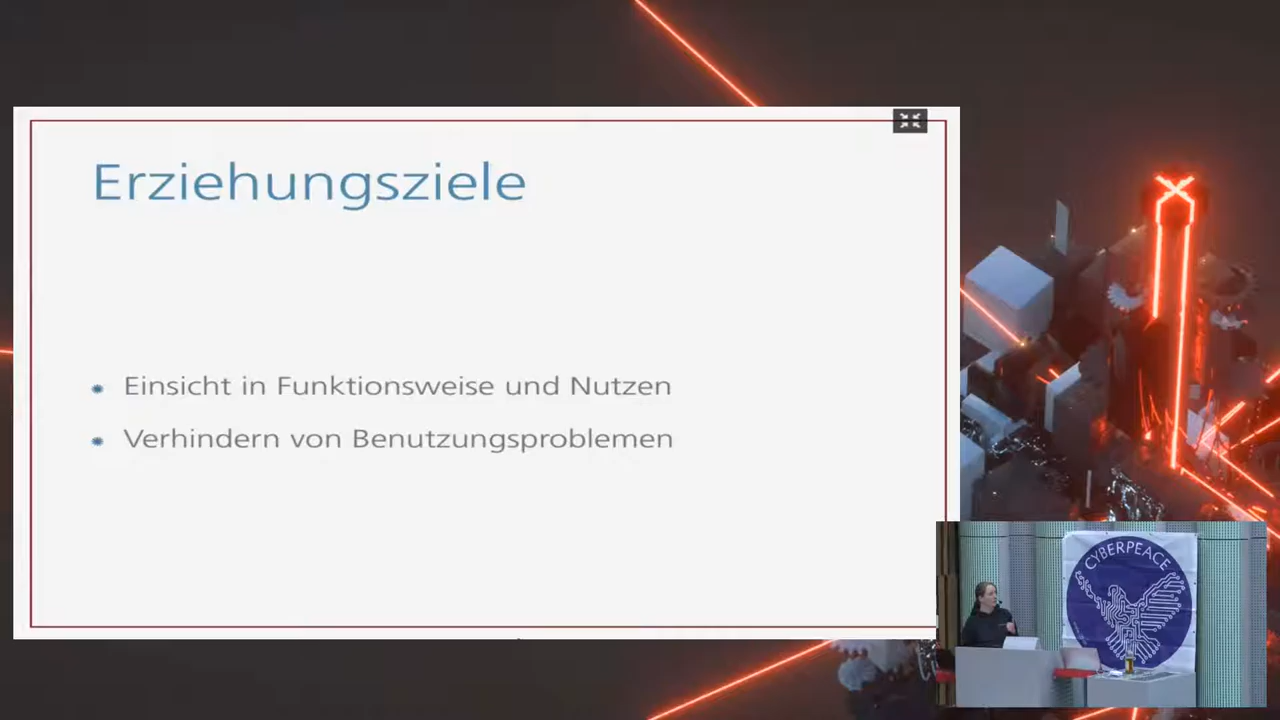 Erziehungsziele
Einsicht in Funktionsweise und Nutzen
Verhindern von Benutzungsproblemen
CYBERPEACE